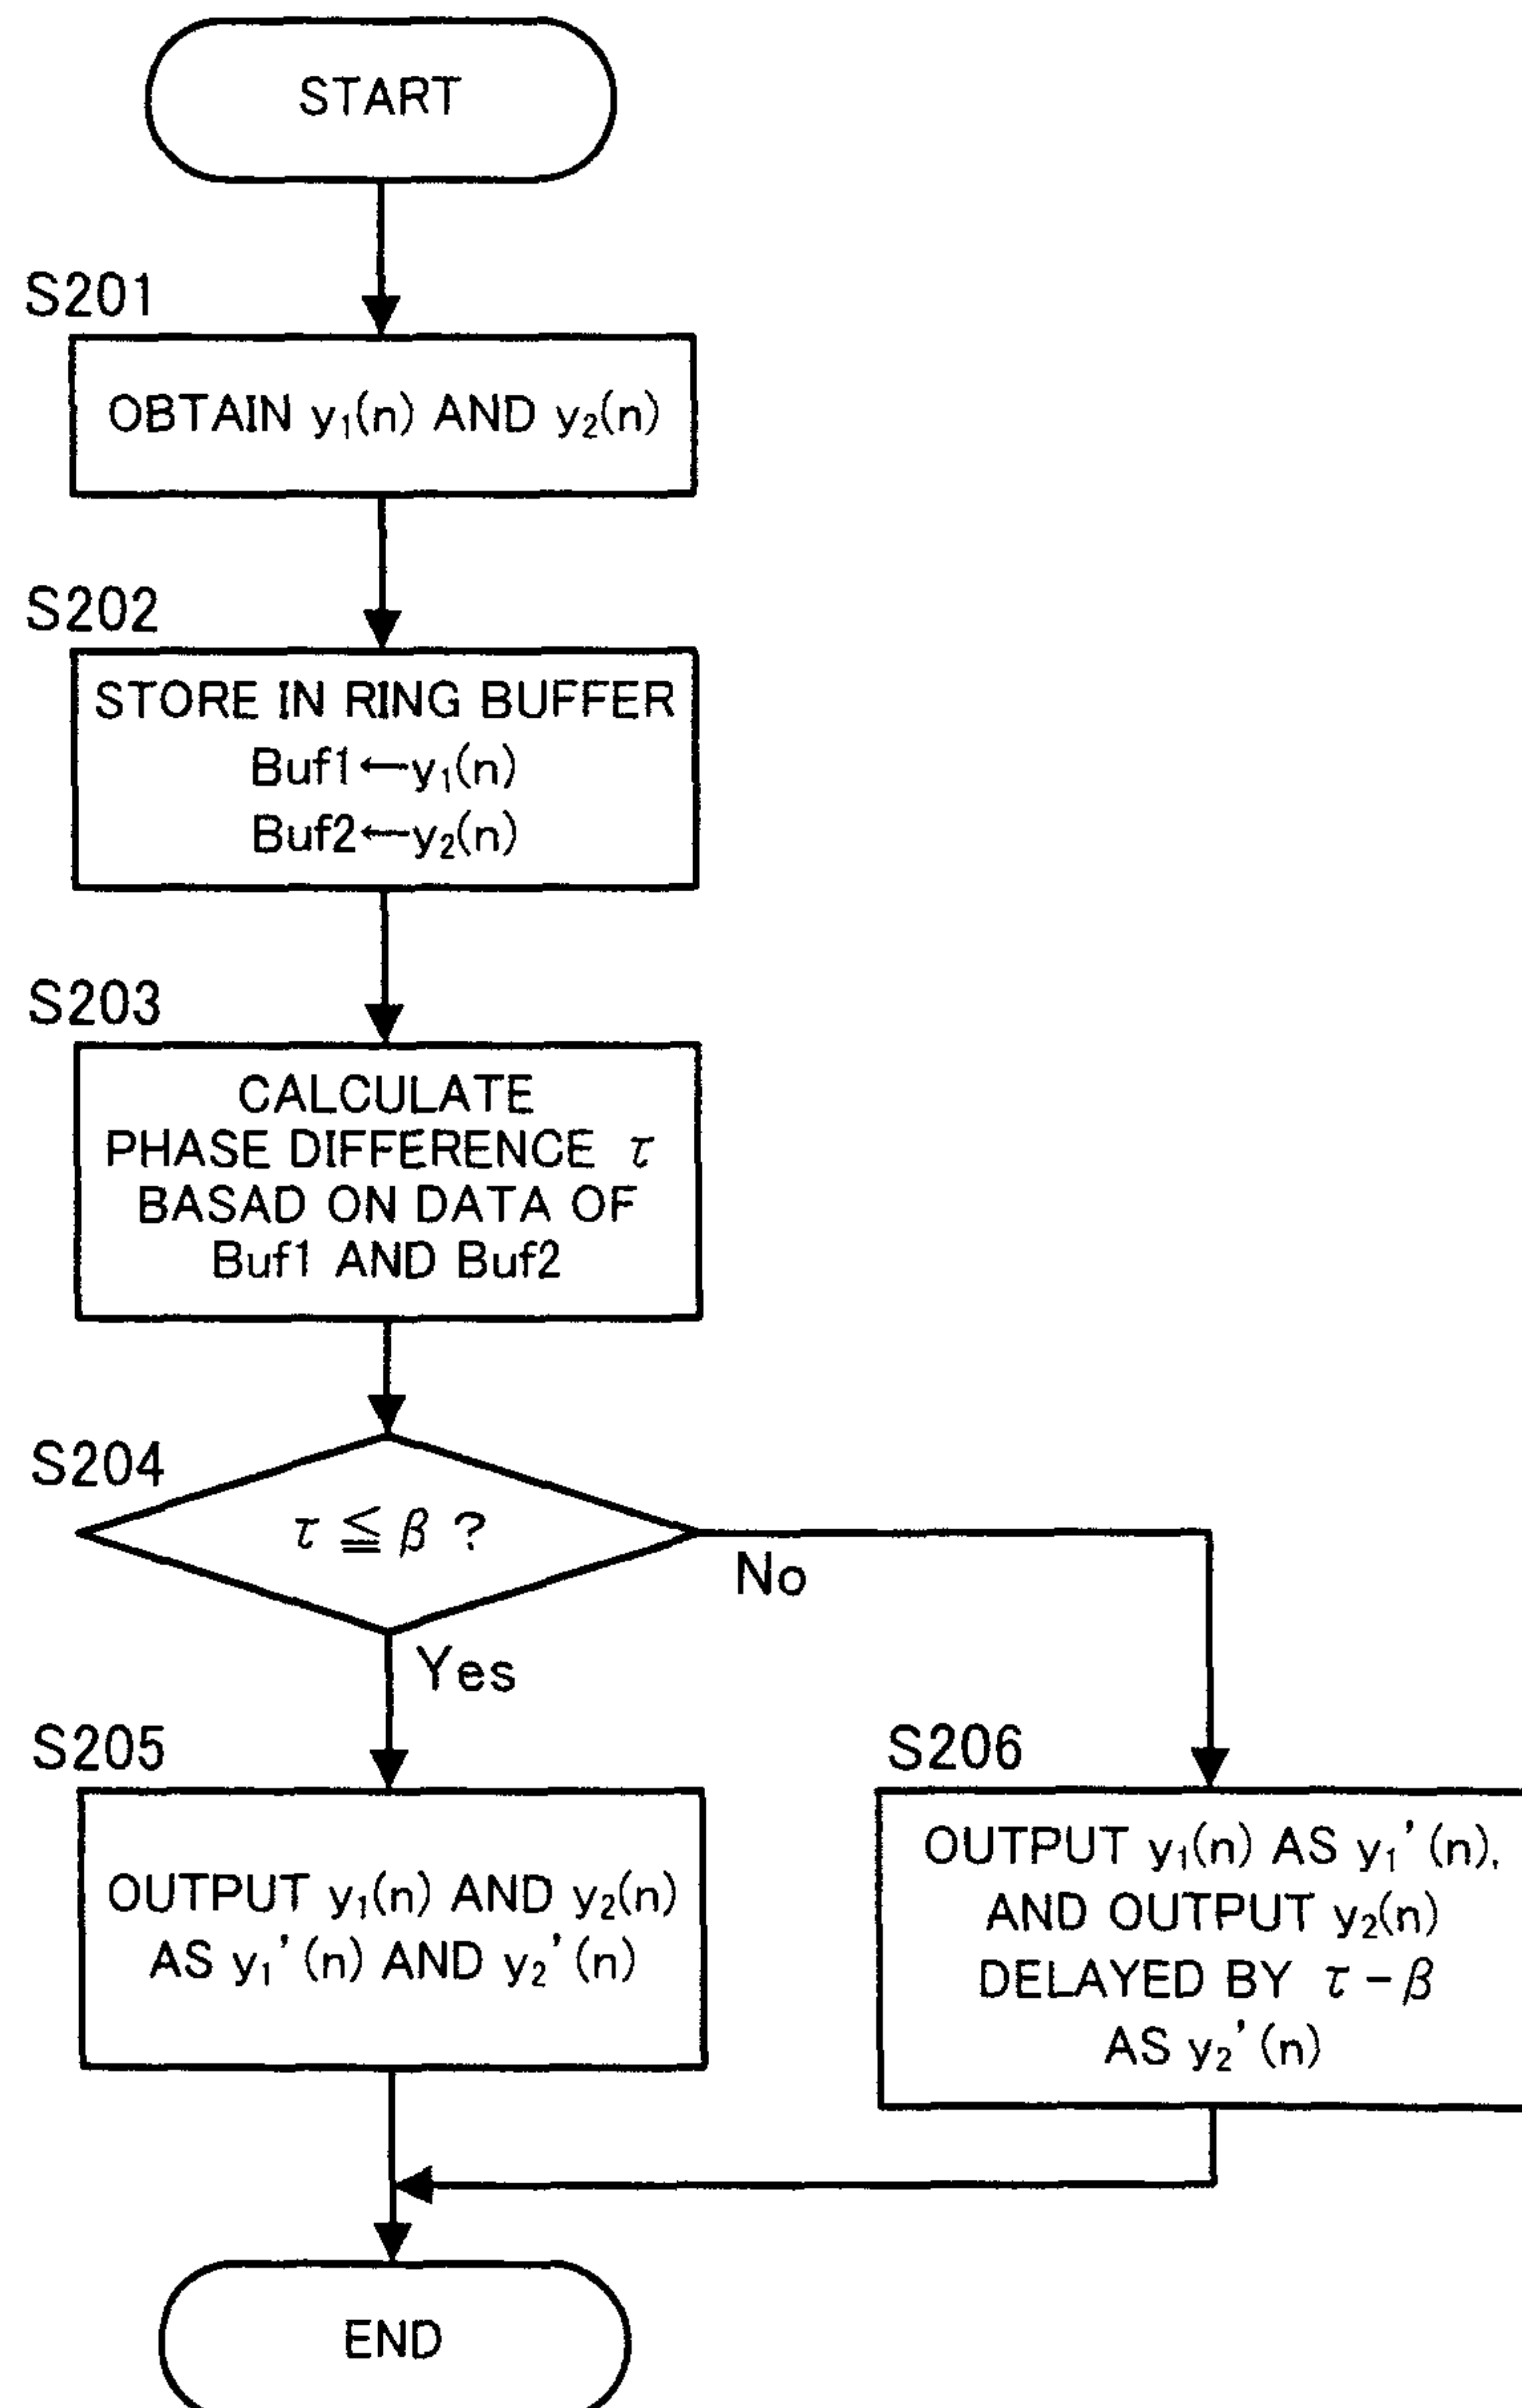 START
S201
OBTAIN y₁(n) AND y₂(n)
S202
STORE IN RING BUFFER
Buf1←y₁(n)
Buf2←y₂(n)
S203
CALCULATE
PHASE DIFFERENCE τ
BASAD ON DATA OF
Buf1 AND Buf2
S204
τ ≦ β ?
No
Yes
S205
OUTPUT y₁(n) AND y₂(n)
AS y₁'(n) AND y₂'(n)
S206
OUTPUT y₁(n) AS y₁'(n),
AND OUTPUT y₂(n)
DELAYED BY τ-β
AS y₂'(n)
END